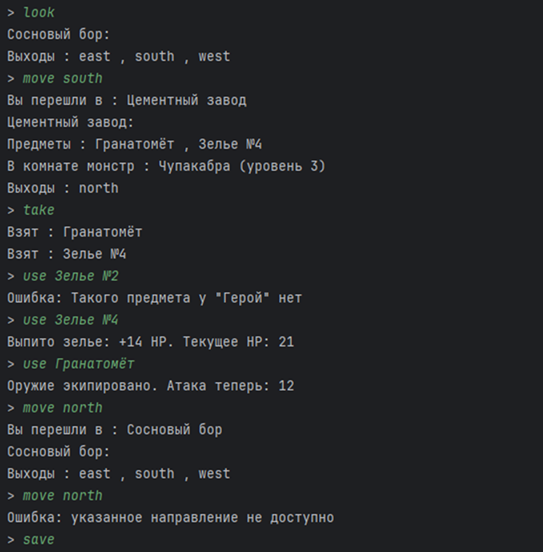 > look
Сосновый бор:
Выходы : east , south , west
> move south
Вы перешли в : Цементный завод
Цементный завод:
Предметы : Гранатомёт , Зелье №4
В комнате монстр : Чупакабра (уровень 3)
Выходы : north
> take
Взят : Гранатомёт
Взят : Зелье №4
> use Зелье №2
Ошибка: Такого предмета у "Герой" нет
> use Зелье №4
Выпито зелье: +14 HP. Текущее HP: 21
> use Гранатомёт
Оружие экипировано. Атака теперь: 12
> move north
Вы перешли в : Сосновый бор
Сосновый бор:
Выходы : east , south , west
> move north
Ошибка: указанное направление не доступно
> save